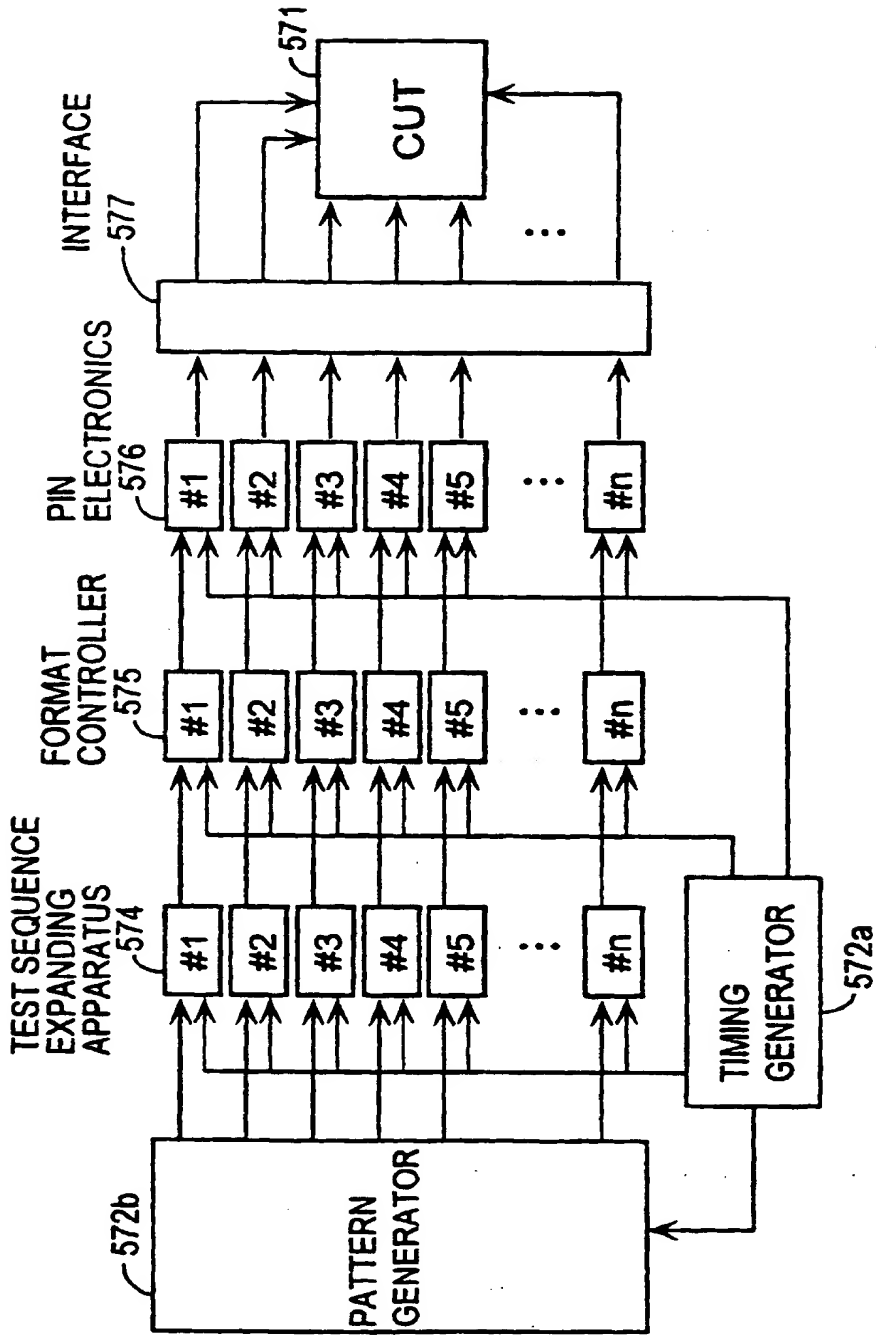 572b
PATTERN
GENERATOR
TEST SEQUENCE
EXPANDING
APPARATUS
574
#1
#2
#3
#4
#5
...
#n
FORMAT
CONTROLLER
575
#1
#2
#3
#4
#5
...
#n
PIN
ELECTRONICS
576
#1
#2
#3
#4
#5
...
#n
INTERFACE
577
571
CUT
...
TIMING
GENERATOR
572a